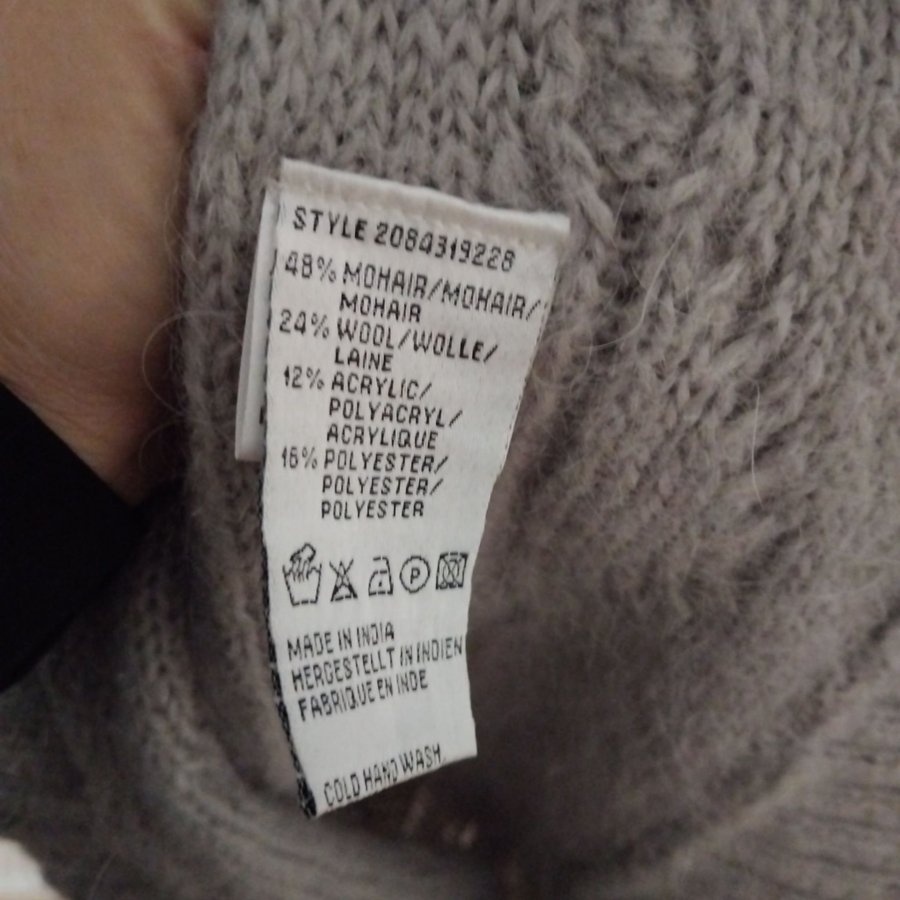 STYLE 2084319228
48% MOHAIR/MOHAIR/
MOHAIR
24% WOOL/WOLLE/
LAINE
12% ACRYLIC/
POLYACRYL/
ACRYLIQUE
16% POLYESTER/
POLYESTER/
POLYESTER
P
MADE IN INDIA
HERGESTELLT IN INDIEN
FABRIQUE EN INDE
COLD HAND WASH